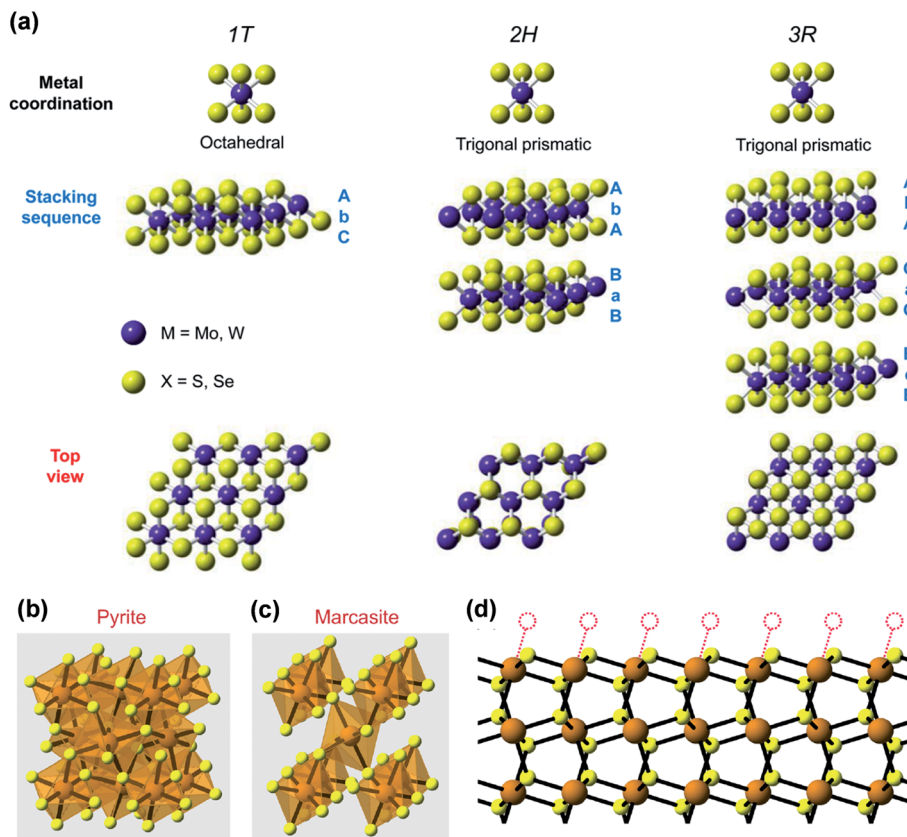 (a)
1T
2H
3R
Metal
coordination
Octahedral
Trigonal prismatic
Trigonal prismatic
Stacking
sequence
A
b
C
A
b
A
B
a
B
M = Mo, W
X = S, Se
Top
view
(b)
Pyrite
(c)
Marcasite
(d)